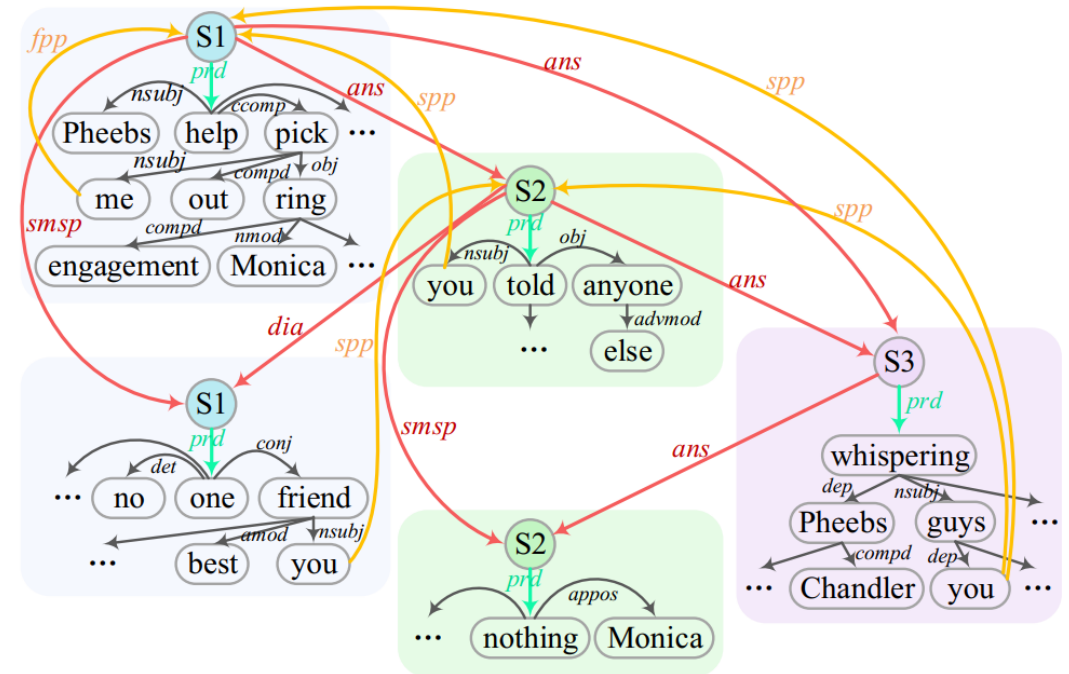 S1
fpp
prd
nsubj
ccomp
Pheebs help pick ...
nsubj
compd
obj
me out ring
smsp
compd
nmod
engagement Monica ...
ans
ans
spp
spp
S2
prd
nsubj
obj
you told anyone
advmod
... else
spp
ans
dia
spp
smsp
S1
prd
det
conj
... no one friend
amod
nsubj
... best you
S3
prd
whispering
dep
nsubj
Pheebs guys ...
compd
dep
... Chandler you ...
ans
S2
prd
appos
... nothing Monica